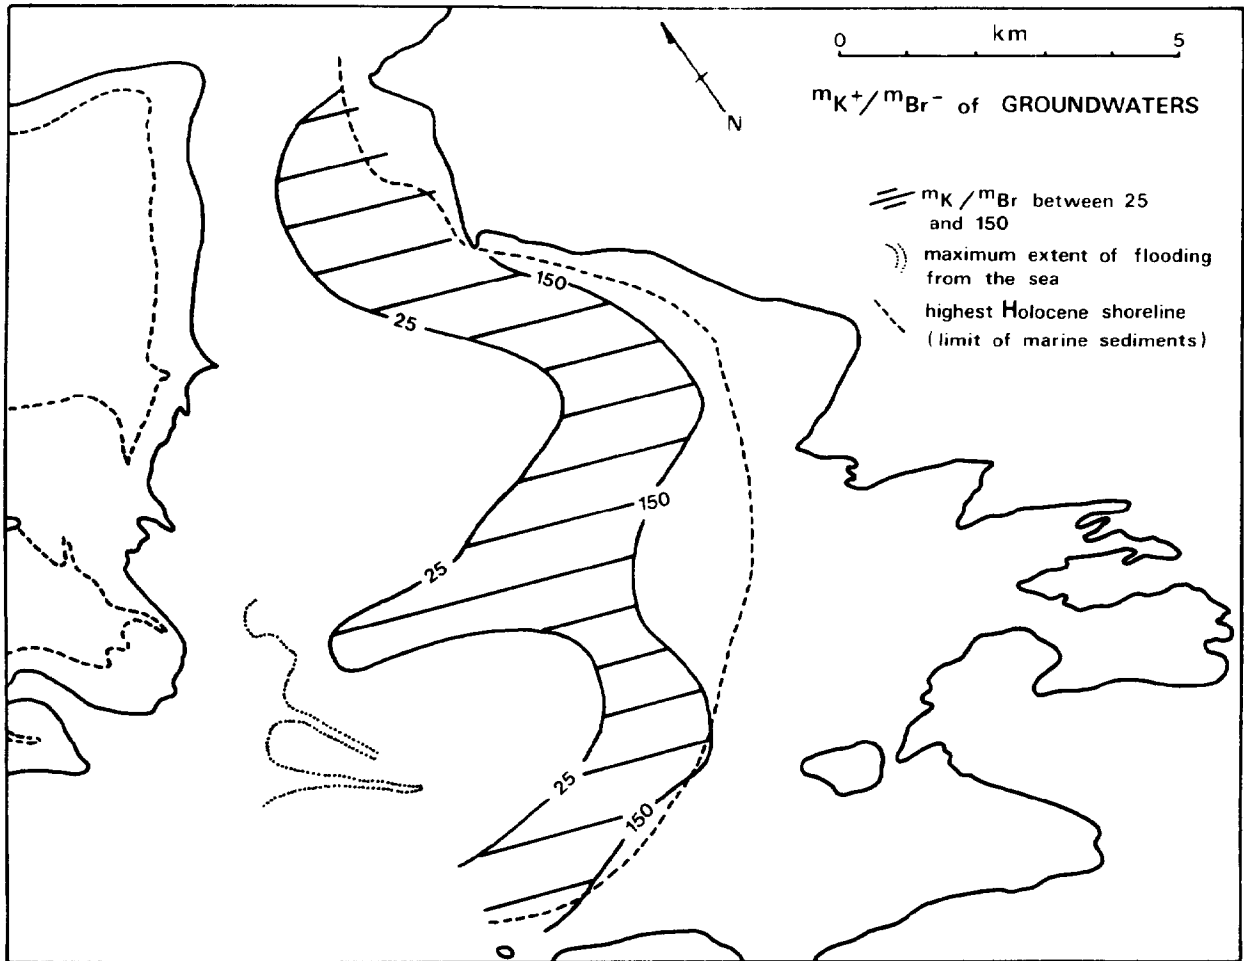 km
0 5
N
mK+/mBr- of GROUNDWATERS
mK/mBr between 25
and 150
maximum extent of flooding
from the sea
highest Holocene shoreline
(limit of marine sediments)
150
25
150
25
25
150